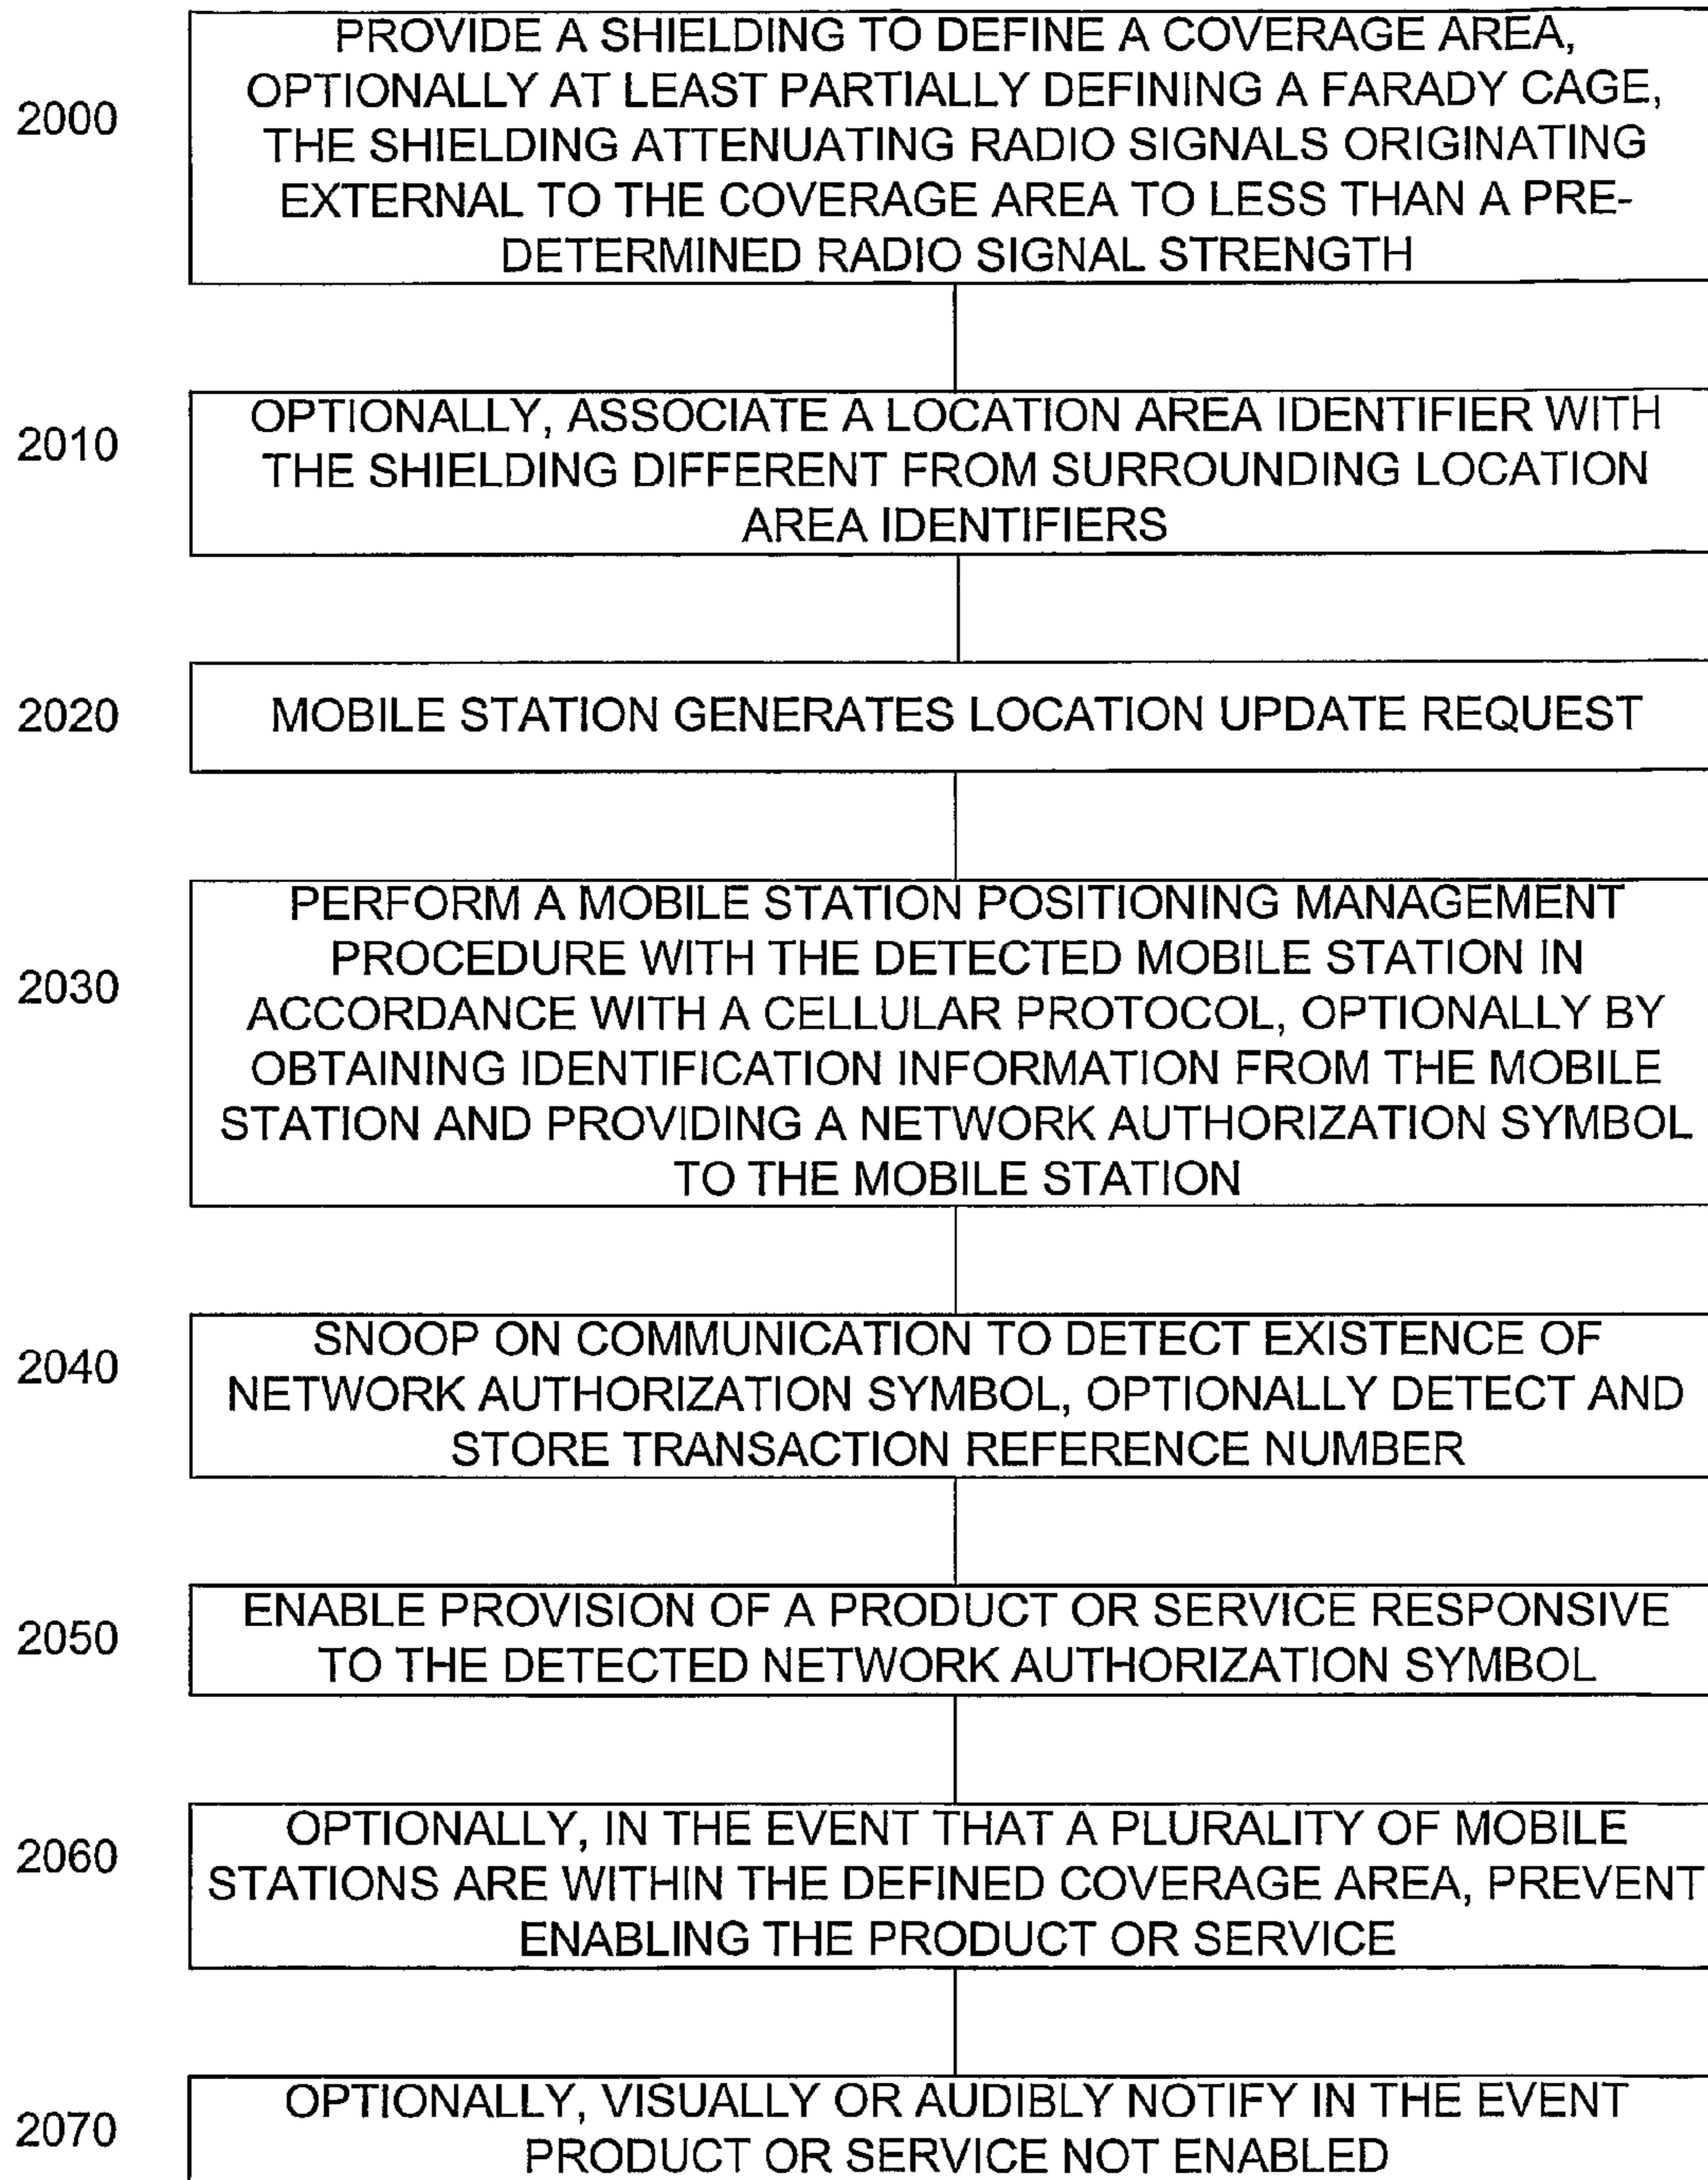 2000
PROVIDE A SHIELDING TO DEFINE A COVERAGE AREA,
OPTIONALLY AT LEAST PARTIALLY DEFINING A FARADY CAGE,
THE SHIELDING ATTENUATING RADIO SIGNALS ORIGINATING
EXTERNAL TO THE COVERAGE AREA TO LESS THAN A PRE-
DETERMINED RADIO SIGNAL STRENGTH
2010
OPTIONALLY, ASSOCIATE A LOCATION AREA IDENTIFIER WITH
THE SHIELDING DIFFERENT FROM SURROUNDING LOCATION
AREA IDENTIFIERS
2020
MOBILE STATION GENERATES LOCATION UPDATE REQUEST
2030
PERFORM A MOBILE STATION POSITIONING MANAGEMENT
PROCEDURE WITH THE DETECTED MOBILE STATION IN
ACCORDANCE WITH A CELLULAR PROTOCOL, OPTIONALLY BY
OBTAINING IDENTIFICATION INFORMATION FROM THE MOBILE
STATION AND PROVIDING A NETWORK AUTHORIZATION SYMBOL
TO THE MOBILE STATION
2040
SNOOP ON COMMUNICATION TO DETECT EXISTENCE OF
NETWORK AUTHORIZATION SYMBOL, OPTIONALLY DETECT AND
STORE TRANSACTION REFERENCE NUMBER
2050
ENABLE PROVISION OF A PRODUCT OR SERVICE RESPONSIVE
TO THE DETECTED NETWORK AUTHORIZATION SYMBOL
2060
OPTIONALLY, IN THE EVENT THAT A PLURALITY OF MOBILE
STATIONS ARE WITHIN THE DEFINED COVERAGE AREA, PREVENT
ENABLING THE PRODUCT OR SERVICE
2070
OPTIONALLY, VISUALLY OR AUDIBLY NOTIFY IN THE EVENT
PRODUCT OR SERVICE NOT ENABLED